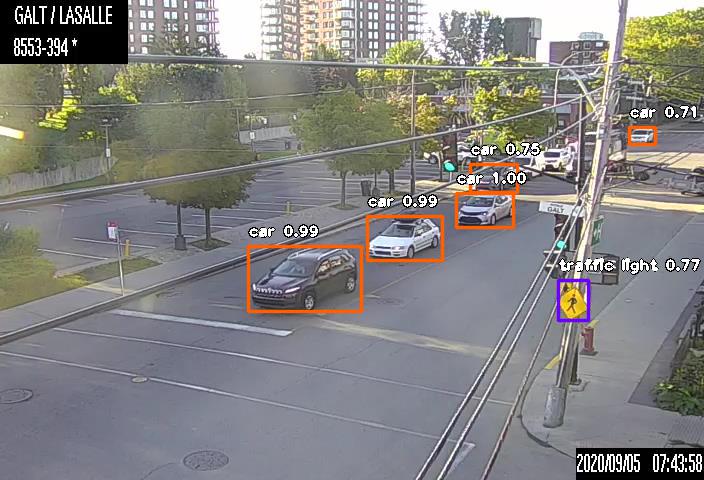 GALT / LASALLE
8553-394 *
car 0.71
car 0.75
car 1.00
car 0.99
car 0.99
GALT
traffic light 0.77
2020/09/05 07:43:58